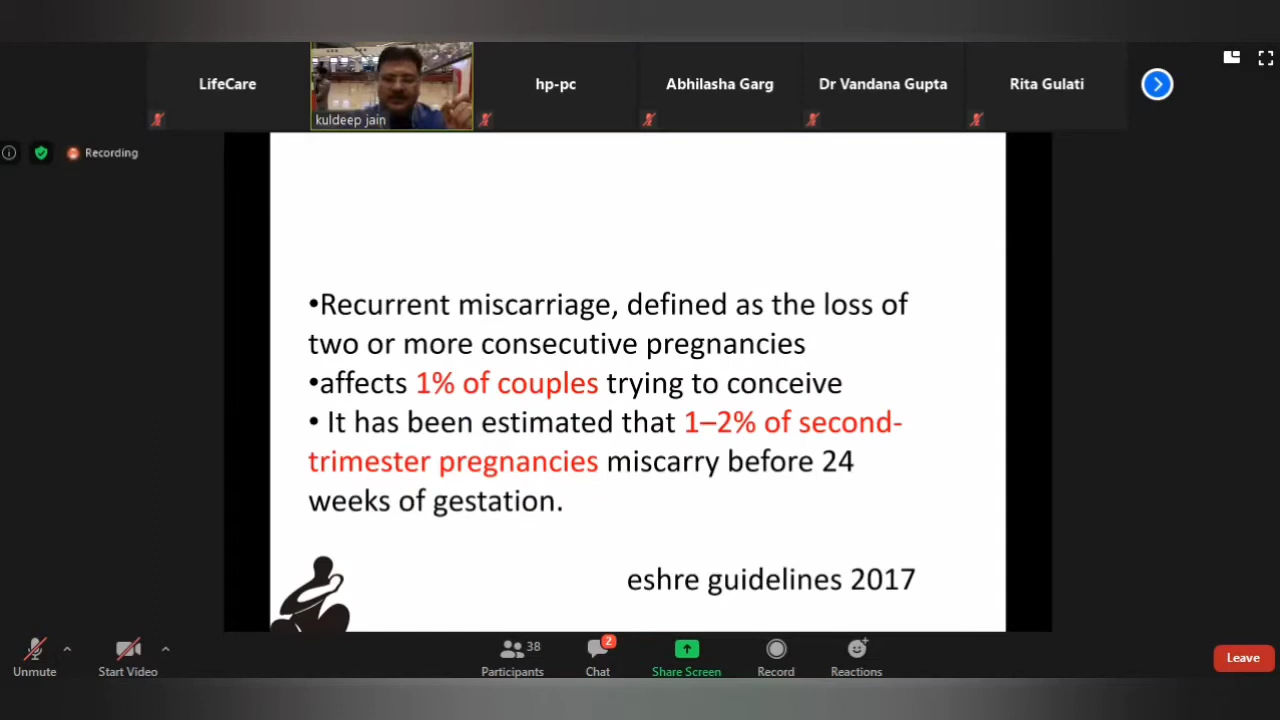 LifeCare
kuldeep jain
hp-pc
Abhilasha Garg
Dr Vandana Gupta
Rita Gulati
Recording
•Recurrent miscarriage, defined as the loss of
two or more consecutive pregnancies
•affects 1% of couples trying to conceive
• It has been estimated that 1–2% of second-
trimester pregnancies miscarry before 24
weeks of gestation.
eshre guidelines 2017
Unmute
Start Video
38
Participants
2
Chat
Share Screen
Record
Reactions
Leave